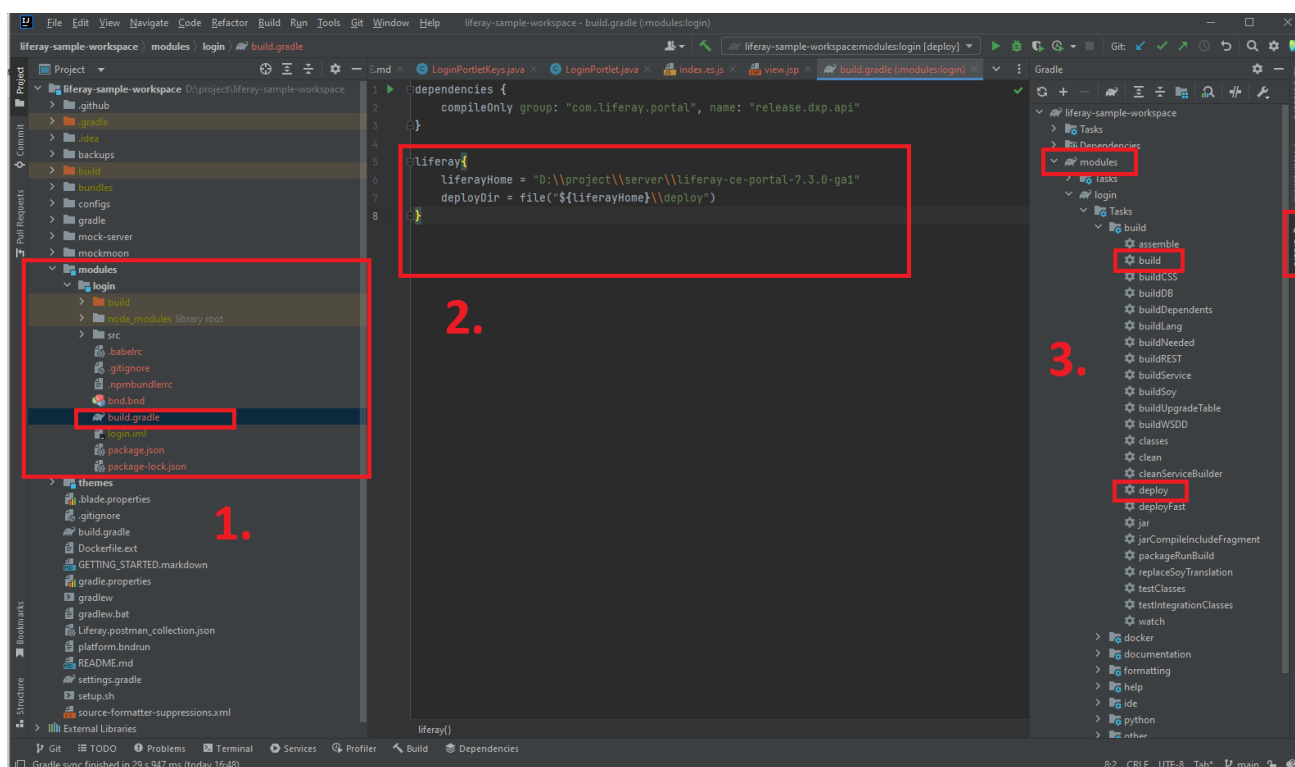 File Edit View Navigate Code Refactor Build Run Tools Git Window Help liferay-sample-workspace - build.gradle (:modules:login)
liferay-sample-workspace modules login build.gradle liferay-sample-workspace:modules:login [deploy] Git:
Project
E.md LoginPortletKeys.java LoginPortlet.java index.es.js view.jsp build.gradle (:modules:login)
Gradle
Project
Commit
Pull Requests
Bookmarks
Structure
liferay-sample-workspace D:\project\liferay-sample-workspace
.github
.gradle
.idea
backups
build
bundles
configs
gradle
mock-server
mockmoon
modules
login
build
node_modules library root
src
.babelrc
.gitignore
.npmbundlerrc
bnd.bnd
build.gradle
login.iml
package.json
package-lock.json
themes
.blade.properties
.gitignore
build.gradle
Dockerfile.ext
GETTING_STARTED.markdown
gradle.properties
gradlew
gradlew.bat
Liferay.postman_collection.json
platform.bndrun
README.md
settings.gradle
setup.sh
source-formatter-suppressions.xml
External Libraries
1.
1 dependencies {
2 compileOnly group: "com.liferay.portal", name: "release.dxp.api"
3 }
4
5 liferay{
6 liferayHome = "D:\\project\\server\\liferay-ce-portal-7.3.0-ga1"
7 deployDir = file("${liferayHome}\\deploy")
8 }
2.
liferay{}
liferay-sample-workspace
Tasks
Dependencies
modules
Tasks
login
Tasks
build
assemble
build
buildCSS
buildDB
buildDependents
buildLang
buildNeeded
buildREST
buildService
buildSoy
buildUpgradeTable
buildWSDD
classes
clean
cleanServiceBuilder
deploy
deployFast
jar
jarCompileIncludeFragment
packageRunBuild
replaceSoyTranslation
testClasses
testIntegrationClasses
watch
docker
documentation
formatting
help
ide
python
other
3.
Git TODO Problems Terminal Services Profiler Build Dependencies
Gradle sync finished in 29 s 947 ms (today 16:48) 8:2 CRLF UTF-8 Tab* main